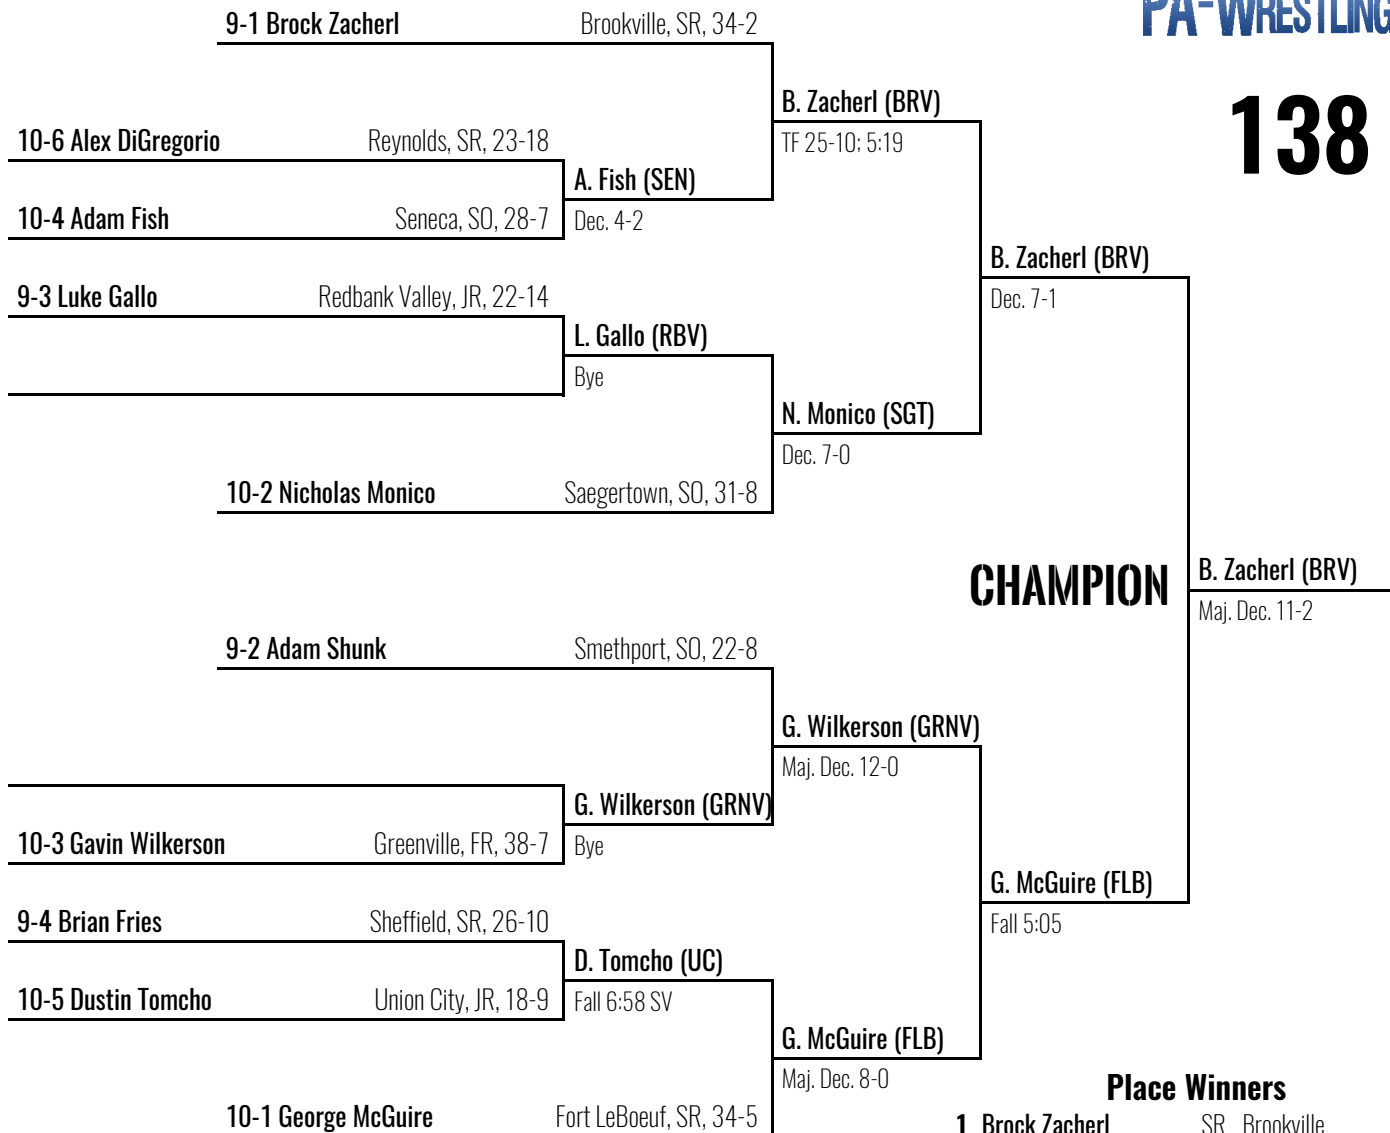 PA-WRESTLING
138
9-1 Brock Zacherl Brookville, SR, 34-2
B. Zacherl (BRV)
TF 25-10; 5:19
10-6 Alex DiGregorio Reynolds, SR, 23-18
A. Fish (SEN)
Dec. 4-2
10-4 Adam Fish Seneca, SO, 28-7
B. Zacherl (BRV)
Dec. 7-1
9-3 Luke Gallo Redbank Valley, JR, 22-14
L. Gallo (RBV)
Bye
N. Monico (SGT)
Dec. 7-0
10-2 Nicholas Monico Saegertown, SO, 31-8
CHAMPION
B. Zacherl (BRV)
Maj. Dec. 11-2
9-2 Adam Shunk Smethport, SO, 22-8
G. Wilkerson (GRNV)
Maj. Dec. 12-0
G. Wilkerson (GRNV)
Bye
10-3 Gavin Wilkerson Greenville, FR, 38-7
G. McGuire (FLB)
Fall 5:05
9-4 Brian Fries Sheffield, SR, 26-10
D. Tomcho (UC)
Fall 6:58 SV
10-5 Dustin Tomcho Union City, JR, 18-9
G. McGuire (FLB)
Maj. Dec. 8-0
10-1 George McGuire Fort LeBoeuf, SR, 34-5
Place Winners
1 Brock Zacherl SR Brookville